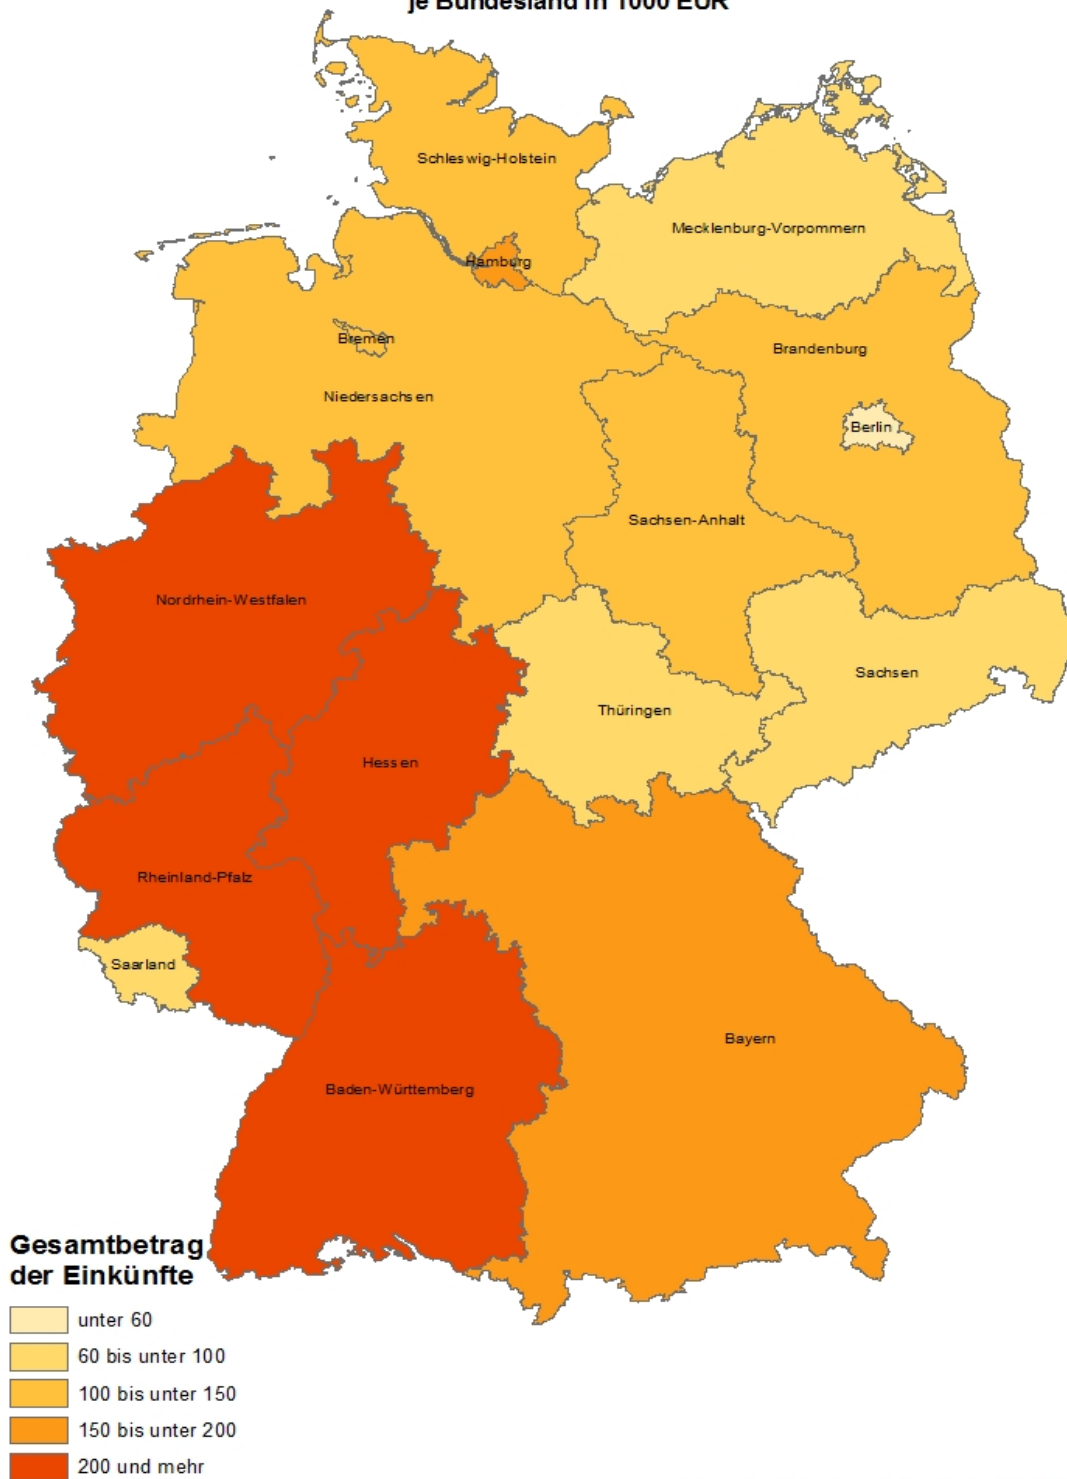 je Bundesland in 1000 EUR
Schleswig-Holstein
Mecklenburg-Vorpommern
Hamburg
Bremen
Brandenburg
Niedersachsen
Berlin
Sachsen-Anhalt
Nordrhein-Westfalen
Sachsen
Thüringen
Hessen
Rheinland-Pfalz
Saarland
Bayern
Baden-Württemberg
Gesamtbetrag
der Einkünfte
unter 60
60 bis unter 100
100 bis unter 150
150 bis unter 200
200 und mehr